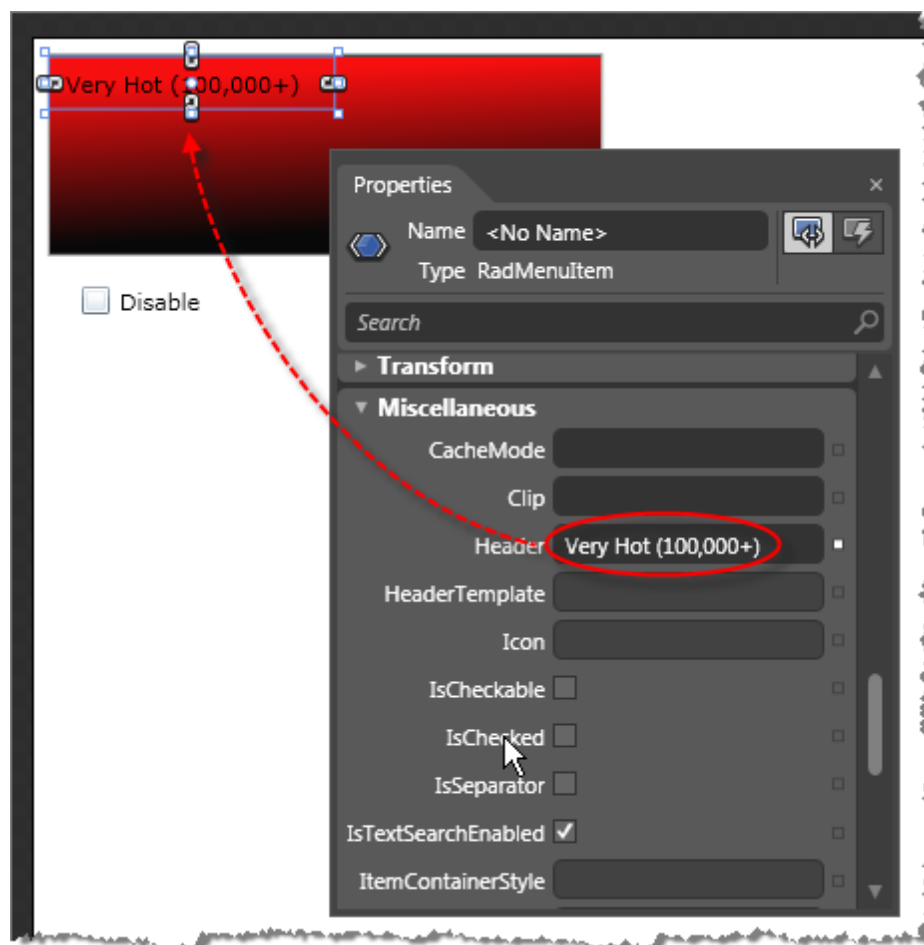 Very Hot (100,000+)
Disable
Properties
Name <No Name>
Type RadMenuItem
Search
Transform
Miscellaneous
CacheMode
Clip
Header Very Hot (100,000+)
HeaderTemplate
Icon
IsCheckable
IsChecked
IsSeparator
IsTextSearchEnabled
ItemContainerStyle